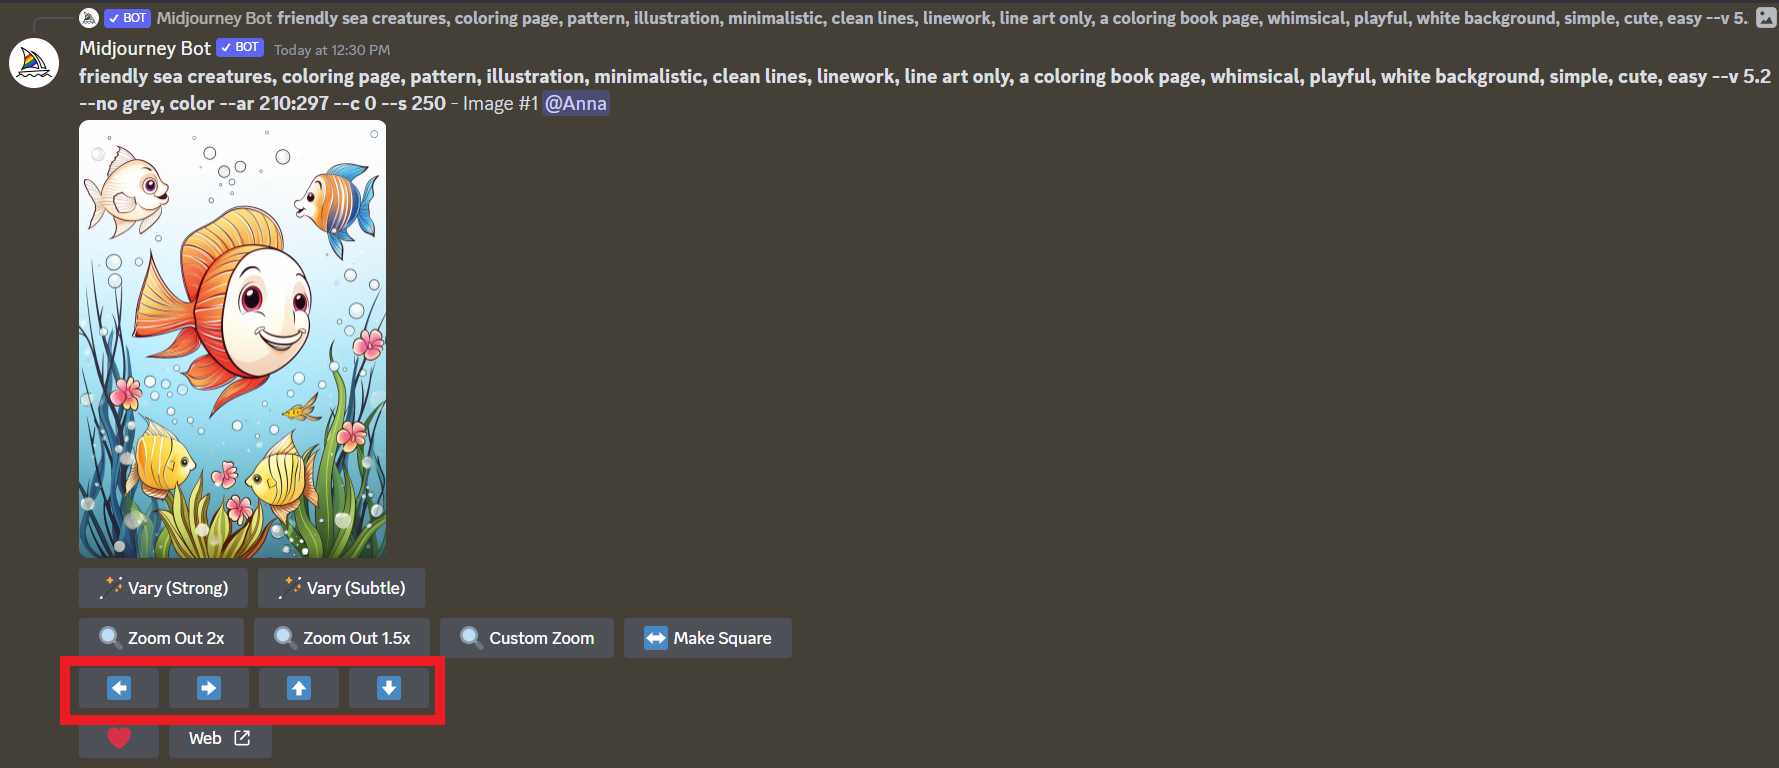 ✓ BOT Midjourney Bot friendly sea creatures, coloring page, pattern, illustration, minimalistic, clean lines, linework, line art only, a coloring book page, whimsical, playful, white background, simple, cute, easy --v 5.
Midjourney Bot ✓ BOT Today at 12:30 PM
friendly sea creatures, coloring page, pattern, illustration, minimalistic, clean lines, linework, line art only, a coloring book page, whimsical, playful, white background, simple, cute, easy --v 5.2
--no grey, color --ar 210:297 --c 0 --s 250 - Image #1 @Anna
Vary (Strong) Vary (Subtle)
Zoom Out 2x Zoom Out 1.5x Custom Zoom Make Square
Web